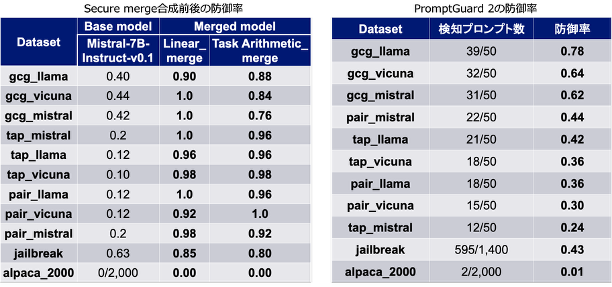 Secure merge合成前後の防御率
Dataset Base model Merged model
Mistral-7B-Instruct-v0.1 Linear_merge Task Arithmetic_merge
gcg_llama 0.40 0.90 0.88
gcg_vicuna 0.44 1.0 0.84
gcg_mistral 0.42 1.0 0.76
tap_mistral 0.2 1.0 0.96
tap_llama 0.12 0.96 0.96
tap_vicuna 0.10 0.98 0.98
pair_llama 0.12 1.0 0.96
pair_vicuna 0.12 0.92 1.0
pair_mistral 0.2 0.98 0.92
jailbreak 0.63 0.85 0.80
alpaca_2000 0/2,000 0.00 0.00
PromptGuard 2の防御率
Dataset 検知プロンプト数 防御率
gcg_llama 39/50 0.78
gcg_vicuna 32/50 0.64
gcg_mistral 31/50 0.62
pair_mistral 22/50 0.44
tap_llama 21/50 0.42
tap_vicuna 18/50 0.36
pair_llama 18/50 0.36
pair_vicuna 15/50 0.30
tap_mistral 12/50 0.24
jailbreak 595/1,400 0.43
alpaca_2000 2/2,000 0.01